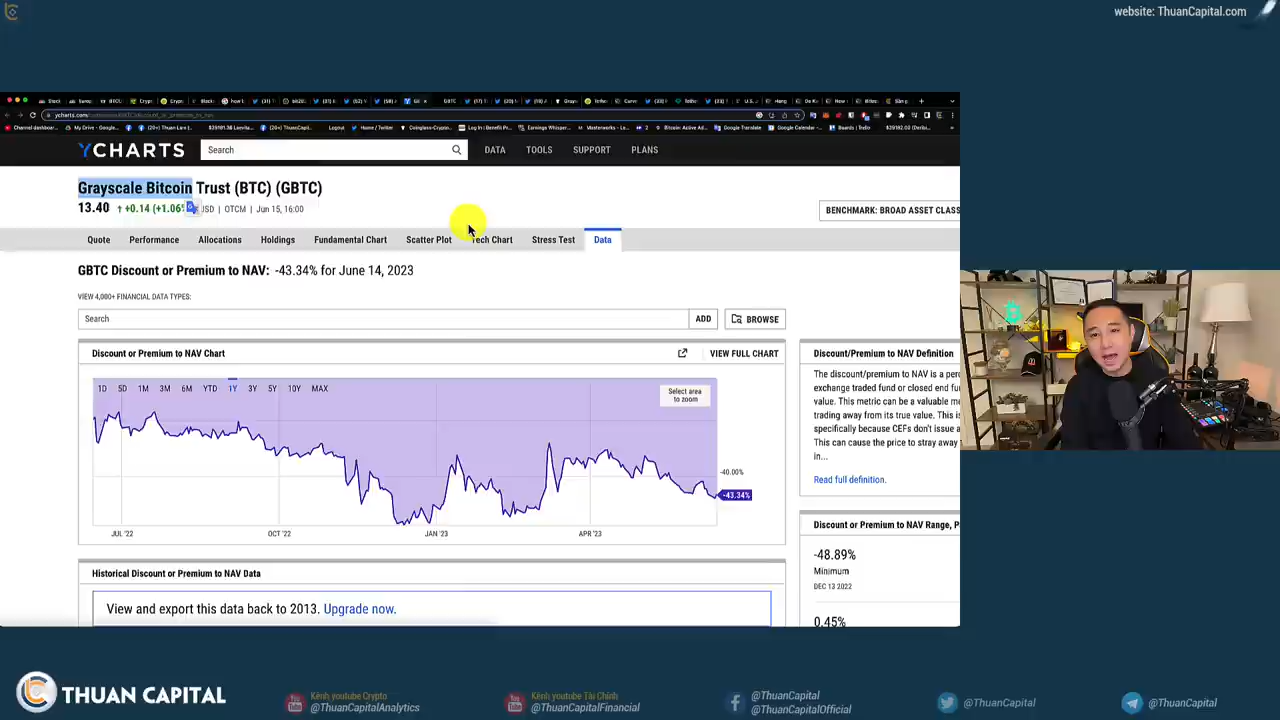 website: ThuanCapital.com
YCHARTS
Search
DATA
TOOLS
SUPPORT
PLANS
Grayscale Bitcoin Trust (BTC) (GBTC)
13.40 +0.14 (+1.06 SD | OTCM | Jun 15, 16:00
BENCHMARK: BROAD ASSET CLASS
Quote
Performance
Allocations
Holdings
Fundamental Chart
Scatter Plot
Tech Chart
Stress Test
Data
GBTC Discount or Premium to NAV: -43.34% for June 14, 2023
VIEW 4,000+ FINANCIAL DATA TYPES:
Search
ADD
BROWSE
Discount or Premium to NAV Chart
VIEW FULL CHART
1D 5D 1M 3M 6M YTD 1Y 3Y 5Y 10Y MAX
Select area
to zoom
-40.00%
-43.34%
JUL '22
OCT '22
JAN '23
APR '23
Historical Discount or Premium to NAV Data
View and export this data back to 2013. Upgrade now.
Discount/Premium to NAV Definition
The discount/premium to NAV is a perc
exchange traded fund or closed end fu
value. This metric can be a valuable m
trading away from its true value. This is
specifically because CEFs don't issue a
This can cause the price to stray away
in...
Read full definition.
Discount or Premium to NAV Range, P
-48.89%
Minimum
DEC 13 2022
0.45%
THUAN CAPITAL
Kênh youtube Crypto
@ThuanCapitalAnalytics
Kênh youtube Tài Chính
@ThuanCapitalFinancial
@ThuanCapital
@ThuanCapitalOfficial
@ThuanCapital
@ThuanCapital